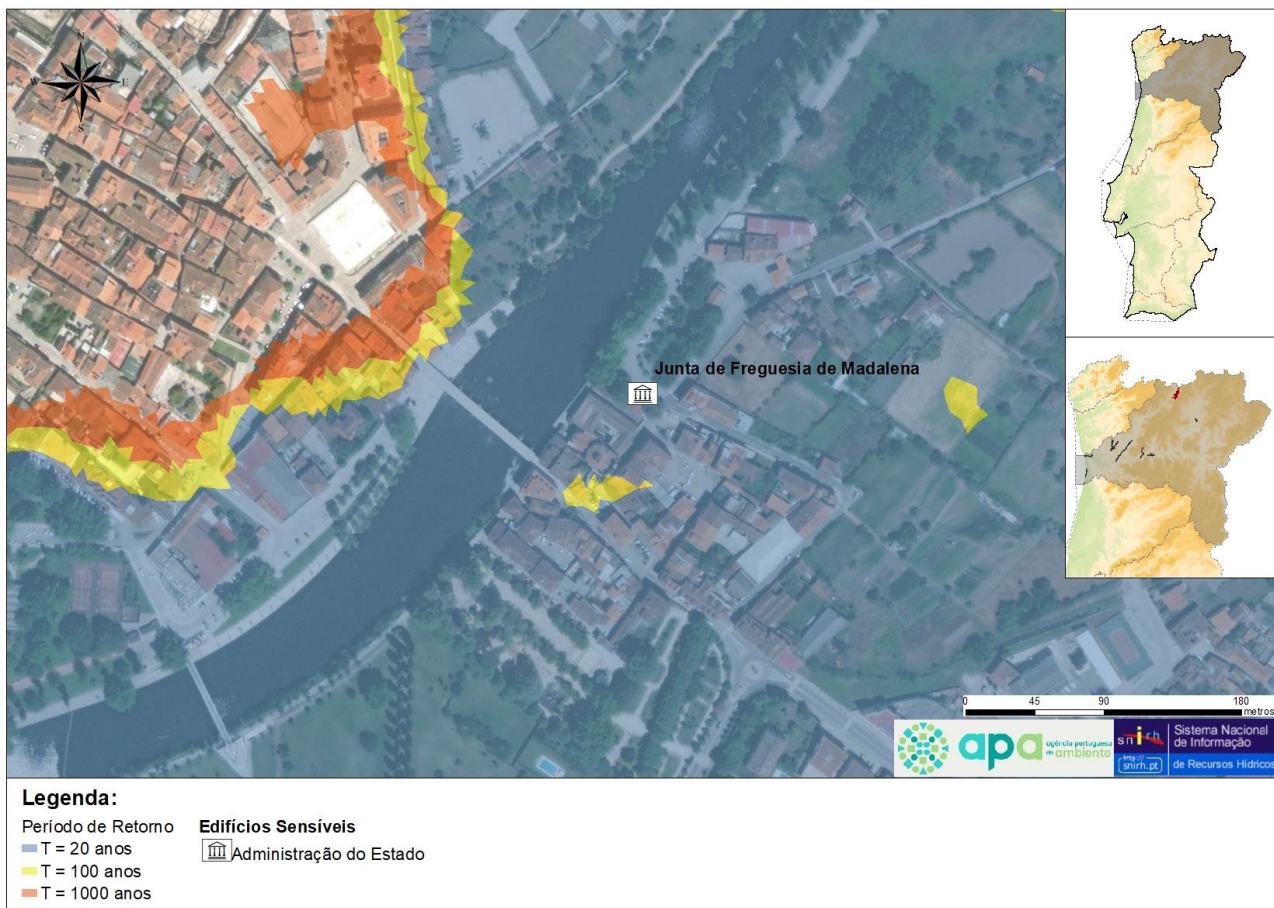 N
W
E
S
Junta de Freguesia de Madalena
0 45 90 180
metros
apa agência portuguesa
do ambiente
snirh
http://
snirh.pt
Sistema Nacional
de Informação
de Recursos Hídricos
Legenda:
Período de Retorno
T = 20 anos
T = 100 anos
T = 1000 anos
Edifícios Sensíveis
Administração do Estado